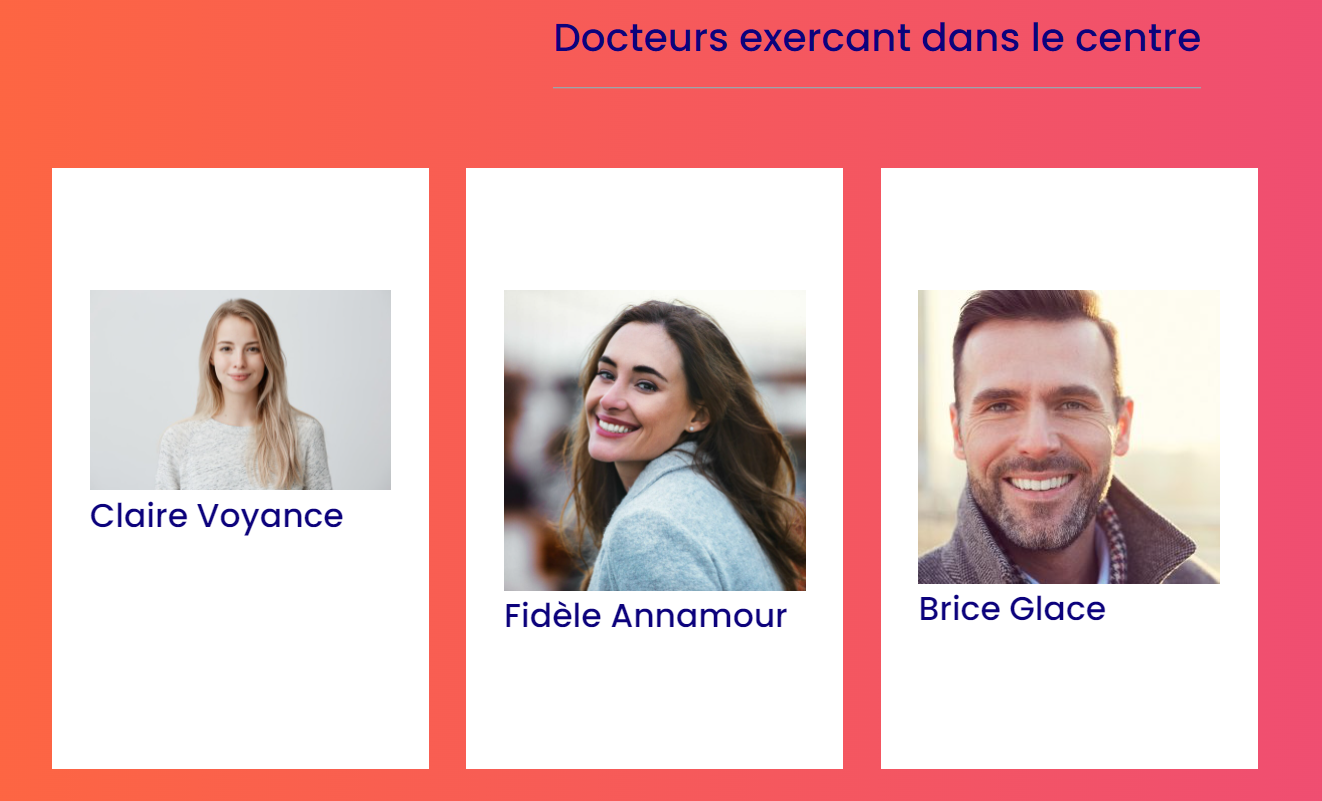 Docteurs exercant dans le centre
Claire Voyance
Fidèle Annamour
Brice Glace